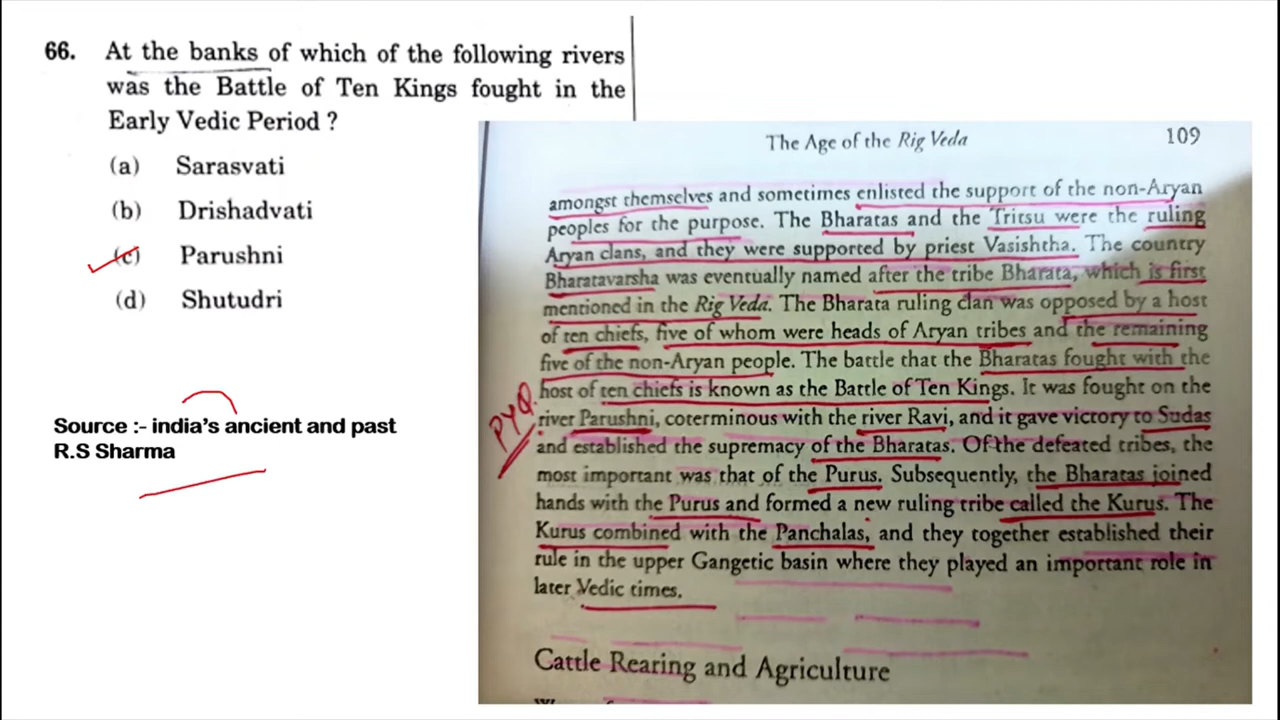 66. At the banks of which of the following rivers
was the Battle of Ten Kings fought in the
Early Vedic Period ?
(a) Sarasvati
(b) Drishadvati
(c) Parushni
(d) Shutudri
Source :- india's ancient and past
R.S Sharma
The Age of the Rig Veda 109
amongst themselves and sometimes enlisted the support of the non-Aryan
peoples for the purpose. The Bharatas and the Tritsu were the ruling
Aryan clans, and they were supported by priest Vasishtha. The country
Bharatavarsha was eventually named after the tribe Bharata, which is first
mentioned in the Rig Veda. The Bharata ruling clan was opposed by a host
of ten chiefs, five of whom were heads of Aryan tribes and the remaining
five of the non-Aryan people. The battle that the Bharatas fought with the
host of ten chiefs is known as the Battle of Ten Kings. It was fought on the
PYQ.
river Parushni, coterminous with the river Ravi, and it gave victory to Sudas
and established the supremacy of the Bharatas. Of the defeated tribes, the
most important was that of the Purus. Subsequently, the Bharatas joined
hands with the Purus and formed a new ruling tribe called the Kurus. The
Kurus combined with the Panchalas, and they together established their
rule in the upper Gangetic basin where they played an important role in
later Vedic times.
Cattle Rearing and Agriculture